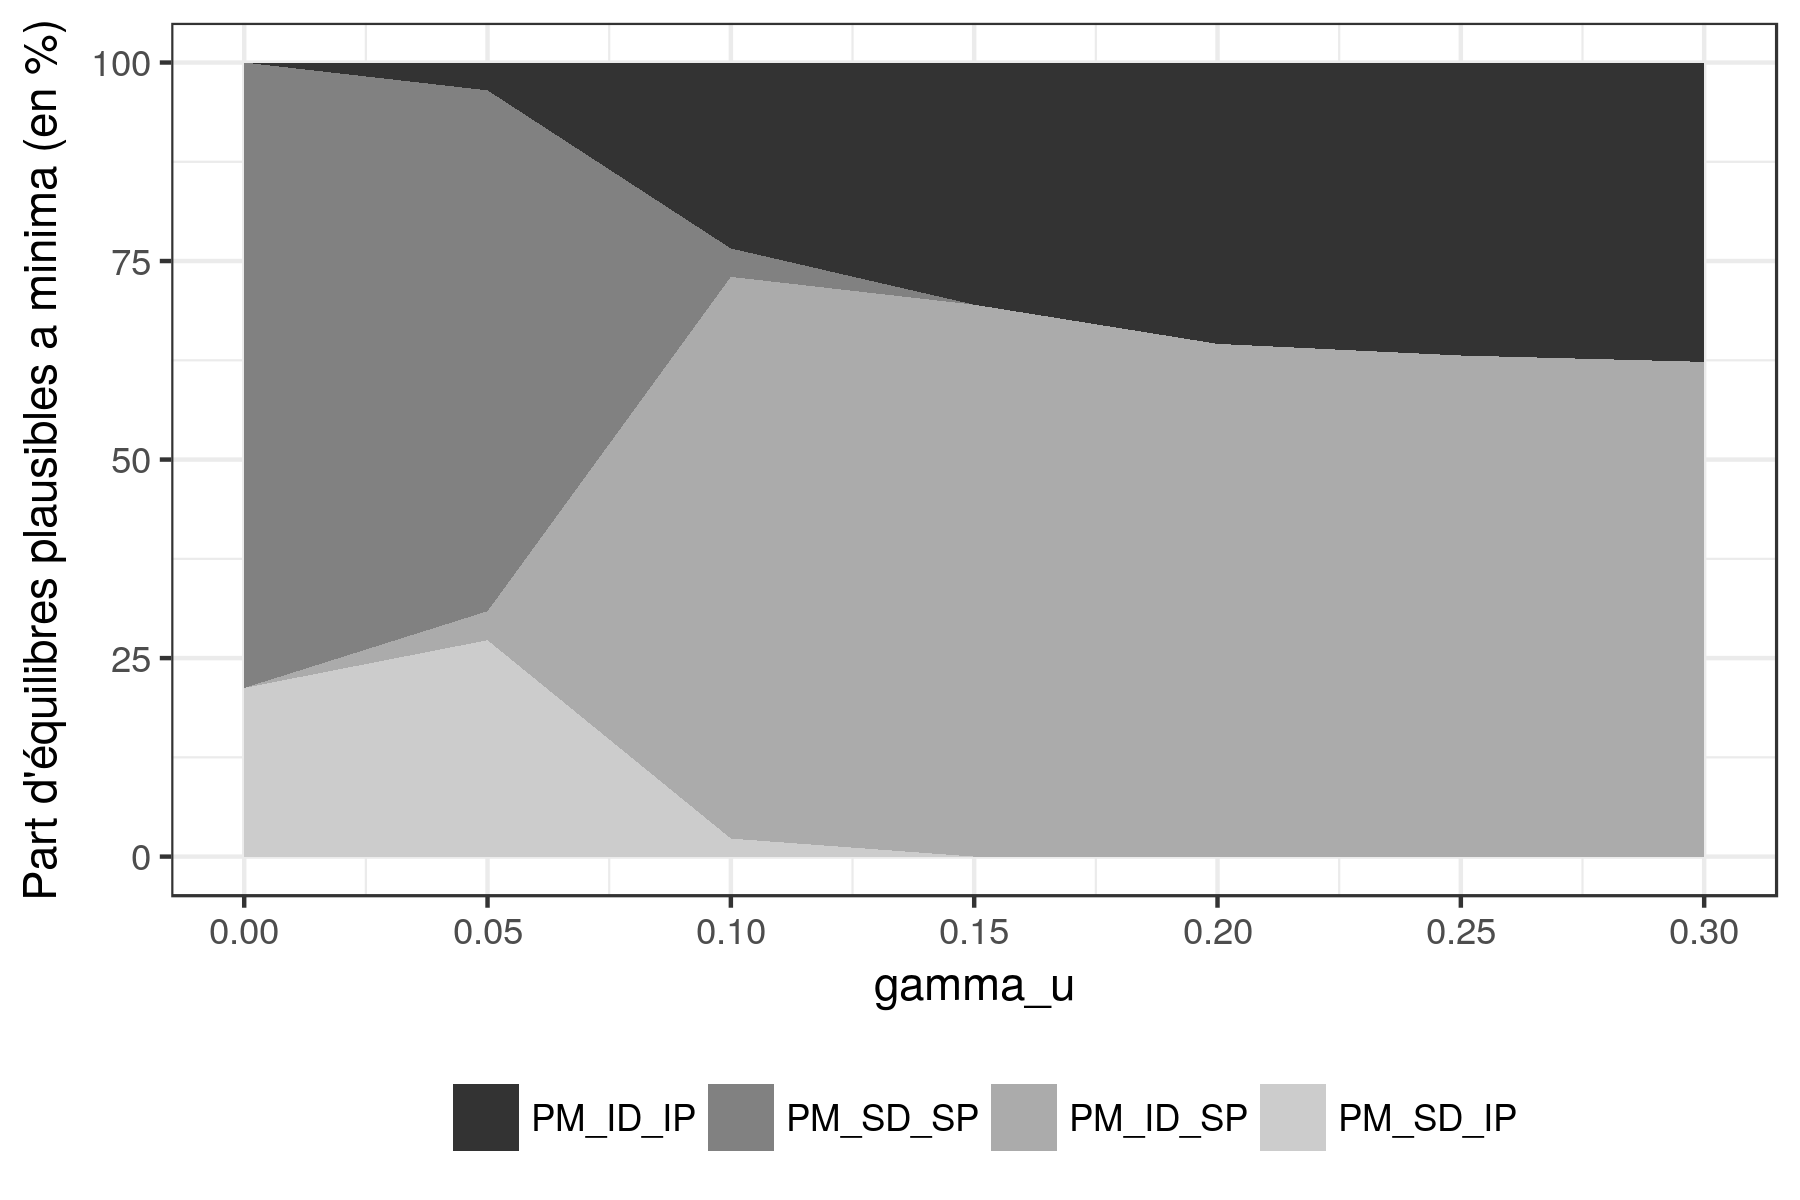 Part d'équilibres plausibles a minima (en %)
100
75
50
25
0
0.00 0.05 0.10 0.15 0.20 0.25 0.30
gamma_u
PM_ID_IP PM_SD_SP PM_ID_SP PM_SD_IP